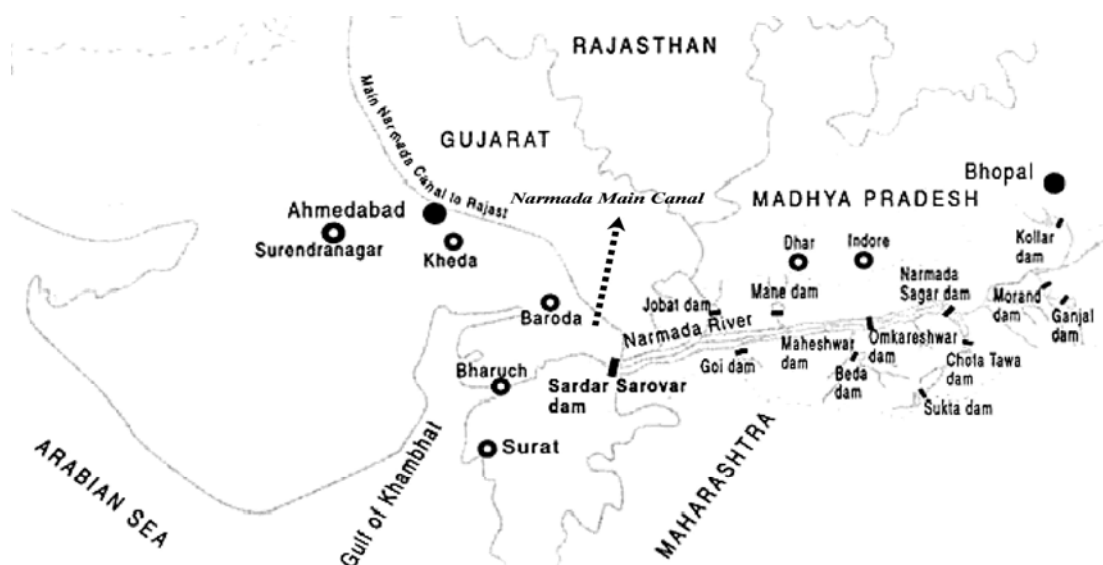 RAJASTHAN
Main Narmada Canal to Rajast
GUJARAT
Narmada Main Canal
MADHYA PRADESH
Bhopal
Ahmedabad
Surendranagar
Kheda
Dhar
Indore
Kollar
dam
Narmada
Sagar dam
Morand
dam
Ganjal
dam
Baroda
Jobat dam
Mane dam
Narmada River
Maheshwar
dam
Omkareshwar
dam
Chota Tawa
dam
Goi dam
Beda
dam
Sukta dam
Bharuch
Sardar Sarovar
dam
Surat
ARABIAN SEA
Gulf of Khambhat
MAHARASHTRA